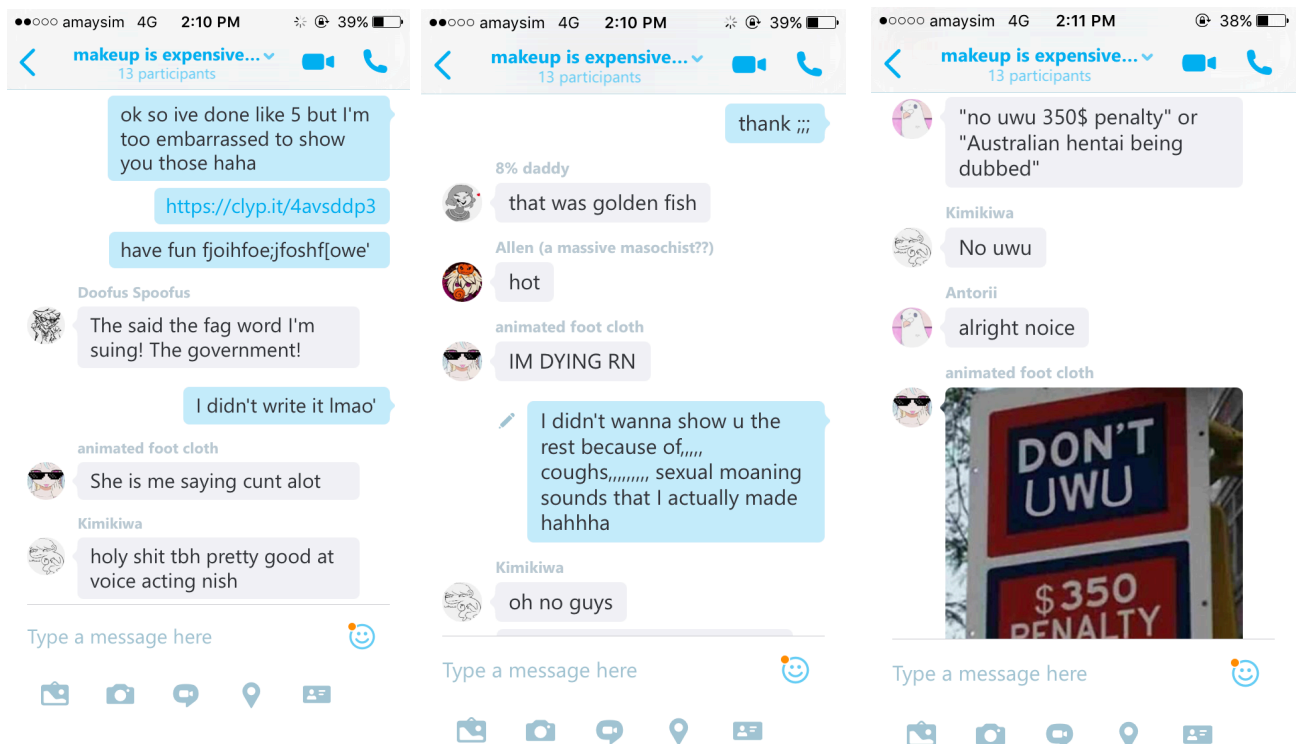 amaysim 4G 2:10 PM 39%
makeup is expensive...
13 participants
ok so ive done like 5 but I'm
too embarrassed to show
you those haha
https://clyp.it/4avsddp3
have fun fjoihfoe;jfoshf[owe'
Doofus Spoofus
The said the fag word I'm
suing! The government!
I didn't write it lmao'
animated foot cloth
She is me saying cunt alot
Kimikiwa
holy shit tbh pretty good at
voice acting nish
Type a message here
amaysim 4G 2:10 PM 39%
makeup is expensive...
13 participants
thank ;;;
8% daddy
that was golden fish
Allen (a massive masochist??)
hot
animated foot cloth
IM DYING RN
I didn't wanna show u the
rest because of,,,,,
coughs,,,,,,,,, sexual moaning
sounds that I actually made
hahhha
Kimikiwa
oh no guys
Type a message here
amaysim 4G 2:11 PM 38%
makeup is expensive...
13 participants
"no uwu 350$ penalty" or
"Australian hentai being
dubbed"
Kimikiwa
No uwu
Antorii
alright noice
animated foot cloth
DON'T
UWU
$350
PENALTY
Type a message here